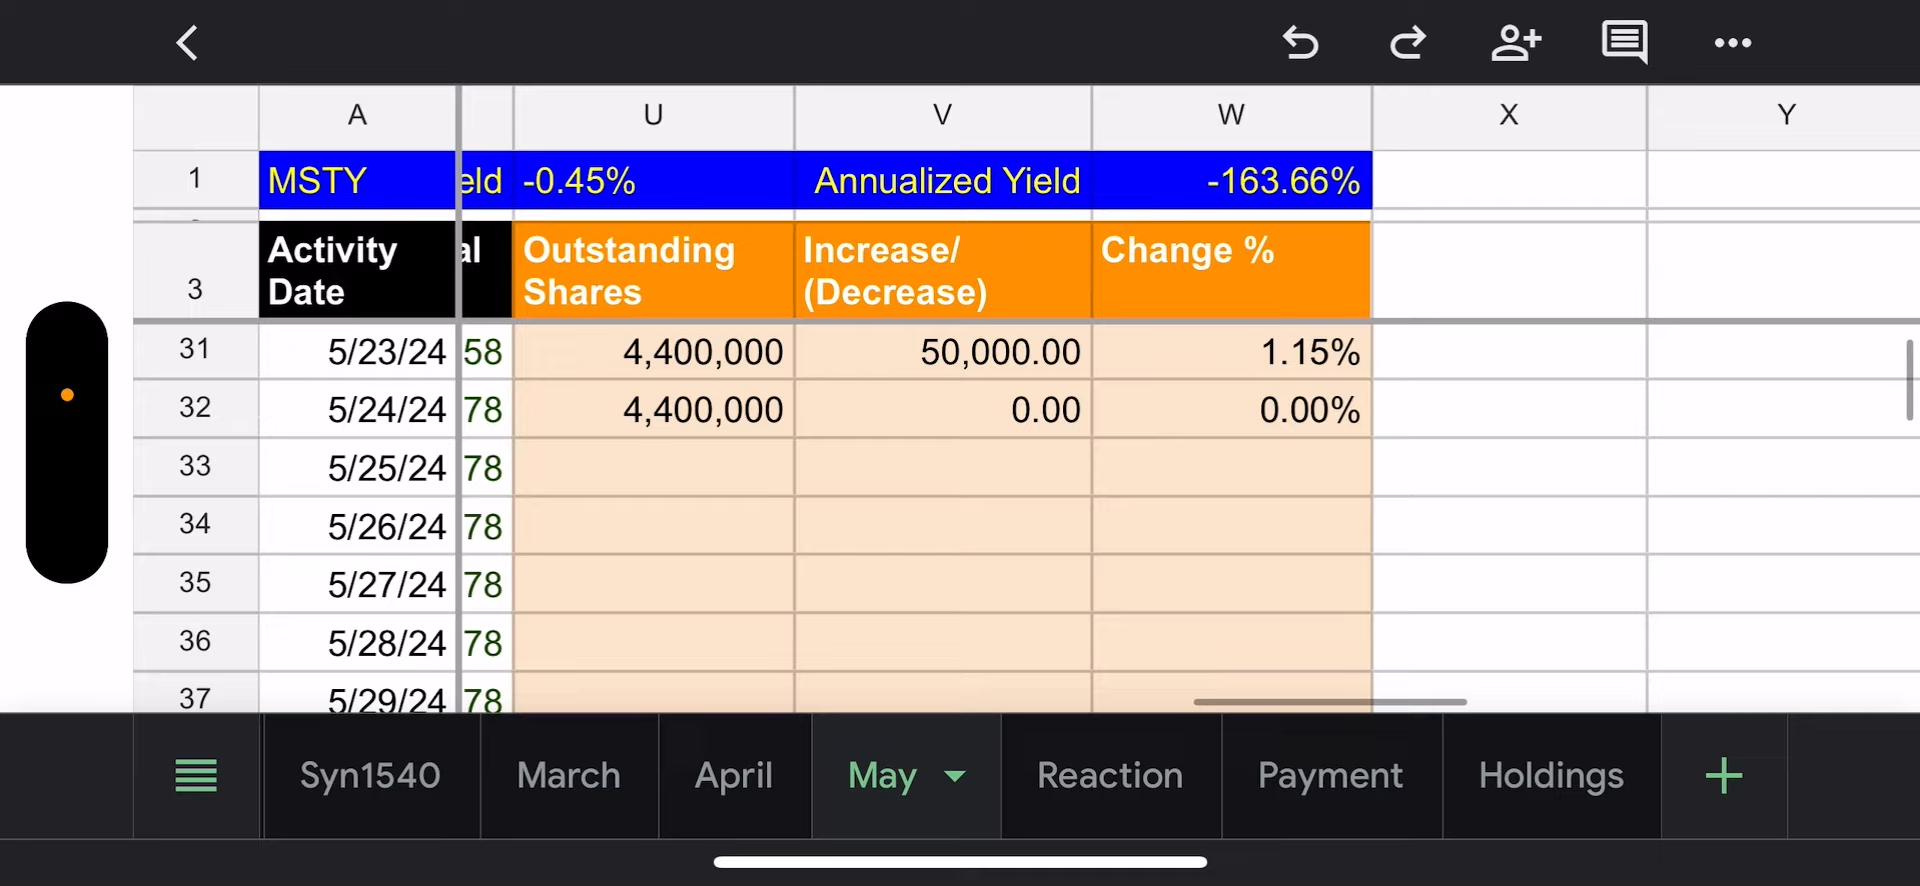 A U V W X Y
1 MSTY eld -0.45% Annualized Yield -163.66%
3 Activity Date al Outstanding Shares Increase/ (Decrease) Change %
31 5/23/24 58 4,400,000 50,000.00 1.15%
32 5/24/24 78 4,400,000 0.00 0.00%
33 5/25/24 78
34 5/26/24 78
35 5/27/24 78
36 5/28/24 78
37 5/29/24 78
Syn1540 March April May Reaction Payment Holdings